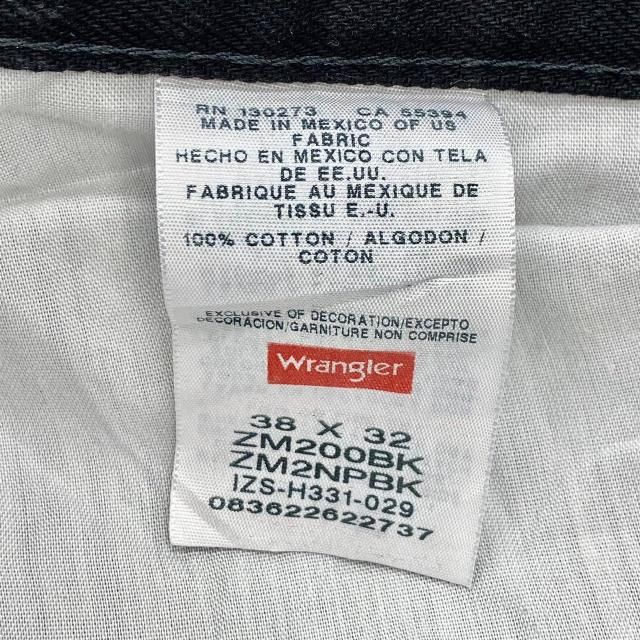 RN 130273 CA 55394
MADE IN MEXICO OF US
FABRIC
HECHO EN MEXICO CON TELA
DE EE.UU.
FABRIQUE AU MEXIQUE DE
TISSU E.-U.
100% COTTON / ALGODON /
COTON
EXCLUSIVE OF DECORATION/EXCEPTO
DECORACION/GARNITURE NON COMPRISE
Wrangler
38 X 32
ZM200BK
ZM2NPBK
IZS-H331-029
083622622737